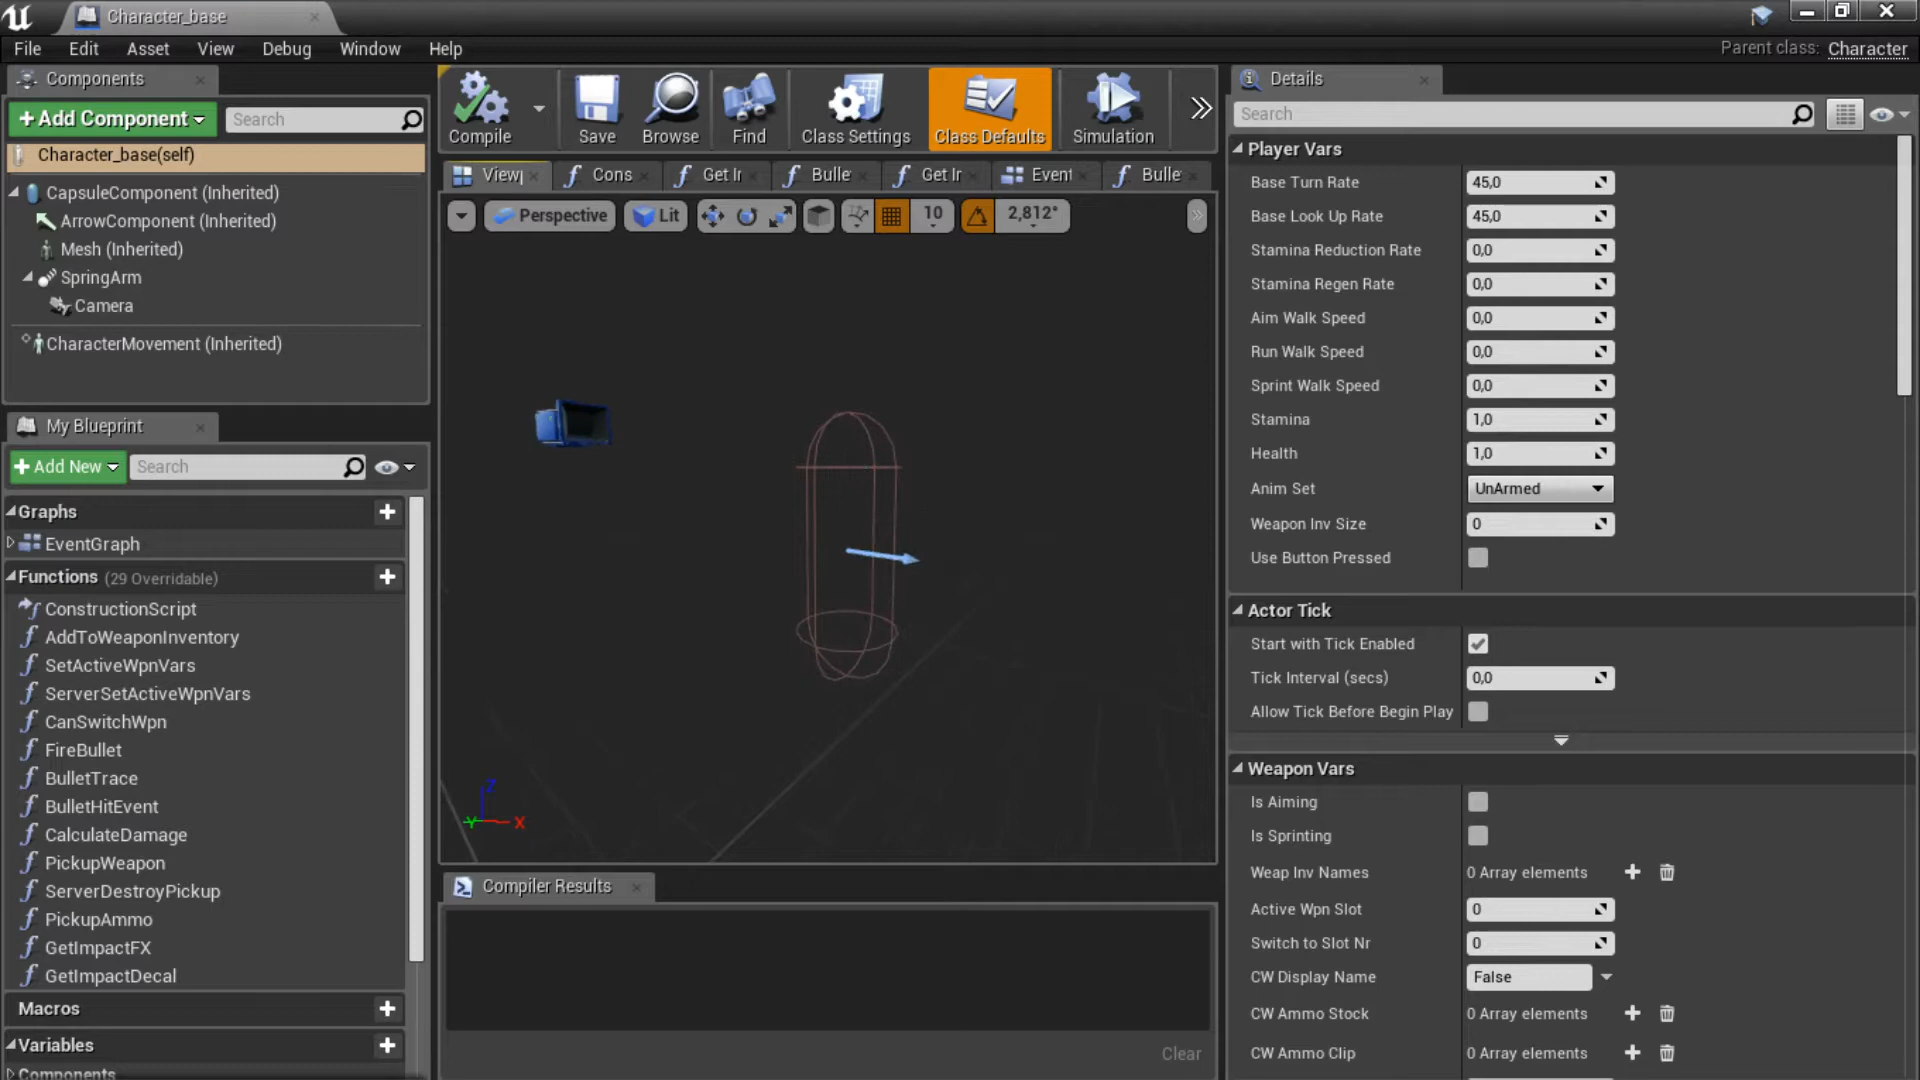 Character_base
File Edit Asset View Debug Window Help
Parent class: Character
Components
+ Add Component
Search
Character_base(self)
CapsuleComponent (Inherited)
ArrowComponent (Inherited)
Mesh (Inherited)
SpringArm
Camera
CharacterMovement (Inherited)
My Blueprint
+ Add New
Search
Graphs
EventGraph
Functions (29 Overridable)
ConstructionScript
AddToWeaponInventory
SetActiveWpnVars
ServerSetActiveWpnVars
CanSwitchWpn
FireBullet
BulletTrace
BulletHitEvent
CalculateDamage
PickupWeapon
ServerDestroyPickup
PickupAmmo
GetImpactFX
GetImpactDecal
Macros
Variables
Components
Compile
Save
Browse
Find
Class Settings
Class Defaults
Simulation
View
Cons
Get Ir
Bulle
Get Ir
Event
Bulle
Perspective
Lit
10
2,812°
Z
Y
X
Compiler Results
Clear
Details
Search
Player Vars
Base Turn Rate 45,0
Base Look Up Rate 45,0
Stamina Reduction Rate 0,0
Stamina Regen Rate 0,0
Aim Walk Speed 0,0
Run Walk Speed 0,0
Sprint Walk Speed 0,0
Stamina 1,0
Health 1,0
Anim Set UnArmed
Weapon Inv Size 0
Use Button Pressed
Actor Tick
Start with Tick Enabled
Tick Interval (secs) 0,0
Allow Tick Before Begin Play
Weapon Vars
Is Aiming
Is Sprinting
Weap Inv Names 0 Array elements
Active Wpn Slot 0
Switch to Slot Nr 0
CW Display Name False
CW Ammo Stock 0 Array elements
CW Ammo Clip 0 Array elements